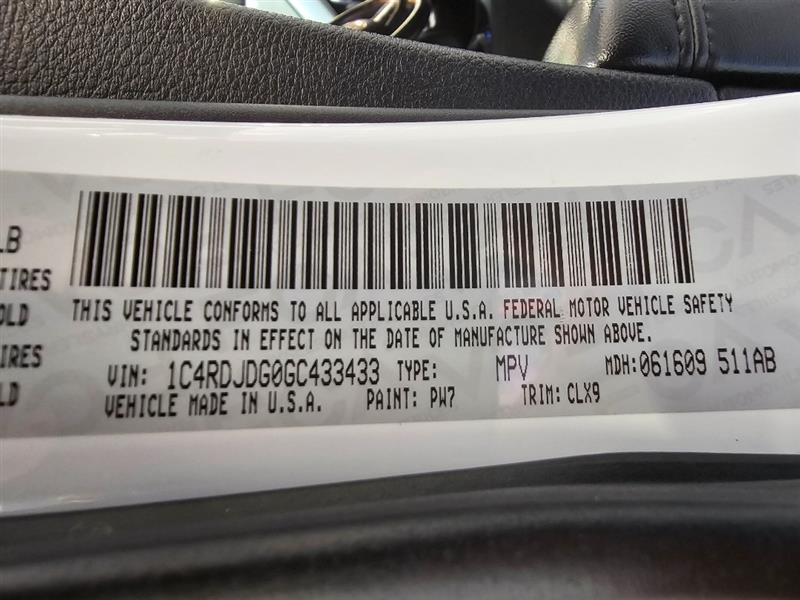 LB
TIRES
OLD
TIRES
LD
THIS VEHICLE CONFORMS TO ALL APPLICABLE U.S.A. FEDERAL MOTOR VEHICLE SAFETY
STANDARDS IN EFFECT ON THE DATE OF MANUFACTURE SHOWN ABOVE.
VIN: 1C4RDJDG0GC433433 TYPE: MPV MDH: 061609 511AB
VEHICLE MADE IN U.S.A. PAINT: PW7 TRIM: CLX9